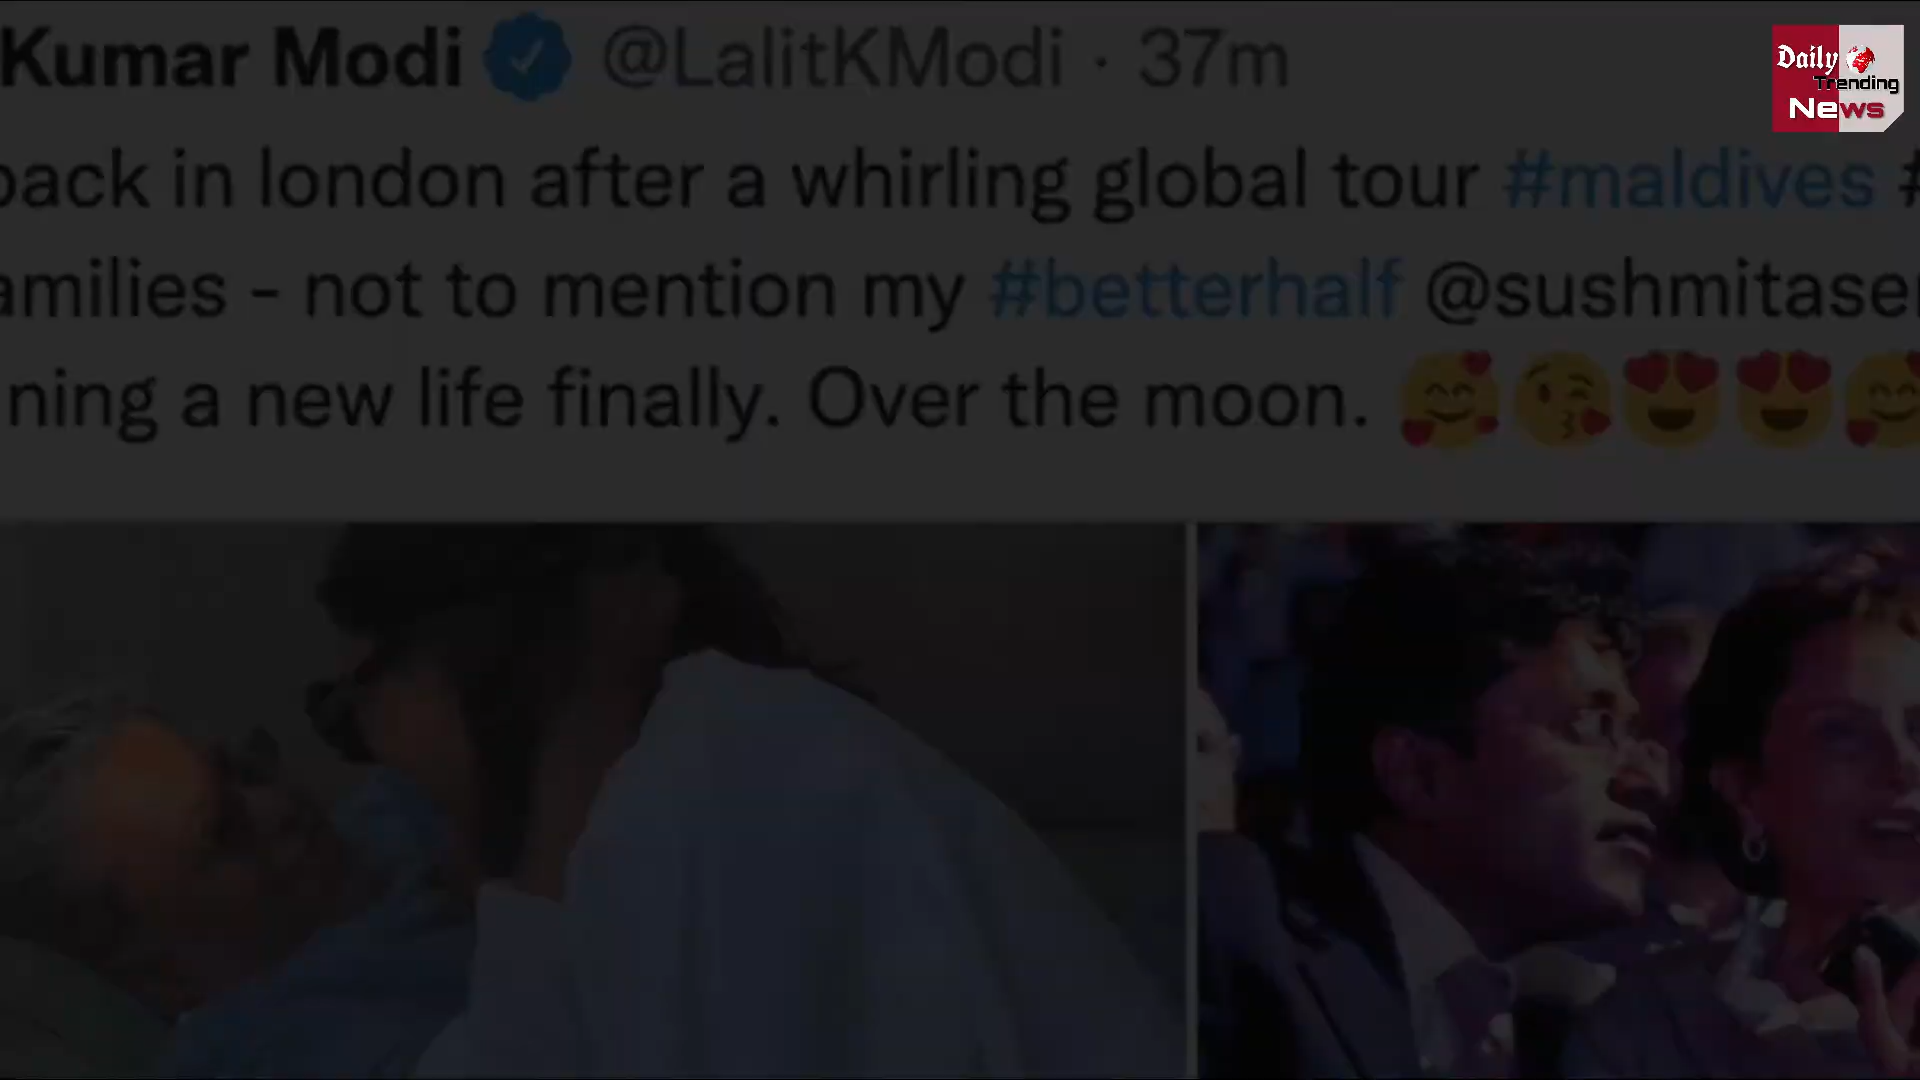 Kumar Modi @LalitKModi · 37m
back in london after a whirling global tour #maldives #
amilies - not to mention my #betterhalf @sushmitase
ning a new life finally. Over the moon. 🥰😘😍😍🥰
Daily
Trending
News